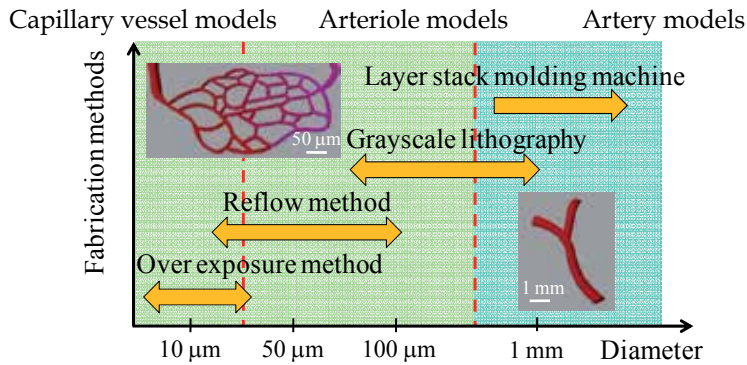 Capillary vessel models Arteriole models Artery models
Fabrication methods
Layer stack molding machine
50 μm
Grayscale lithography
Reflow method
Over exposure method
1 mm
10 μm 50 μm 100 μm 1 mm Diameter